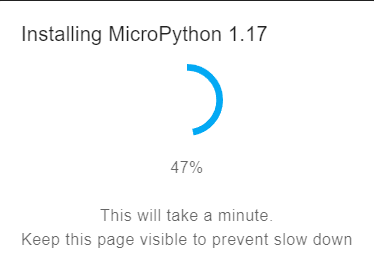 Installing MicroPython 1.17
47%
This will take a minute.
Keep this page visible to prevent slow down